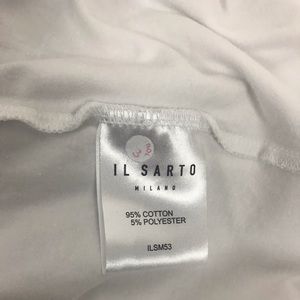 IL SARTO
MILANO
95% COTTON
5% POLYESTER
ILSM53